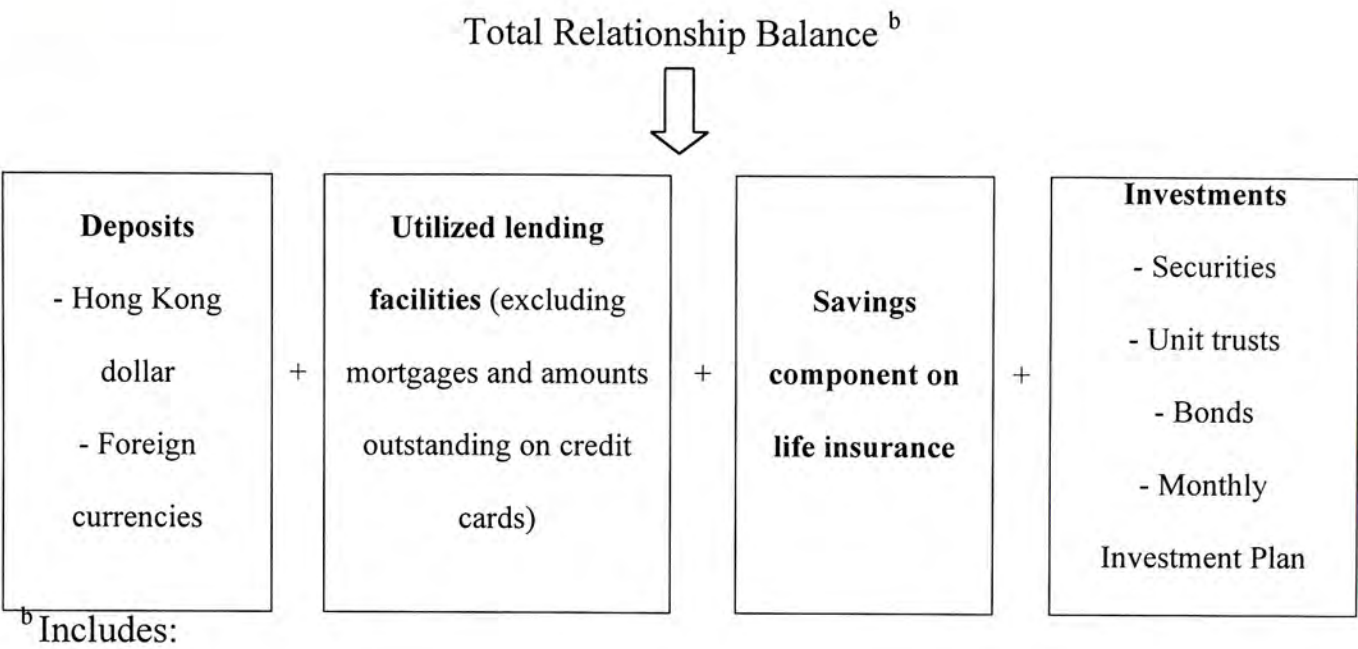 Total Relationship Balance b
Deposits
- Hong Kong
dollar
- Foreign
currencies
+
Utilized lending
facilities (excluding
mortgages and amounts
outstanding on credit
cards)
+
Savings
component on
life insurance
+
Investments
- Securities
- Unit trusts
- Bonds
- Monthly
Investment Plan
b Includes: